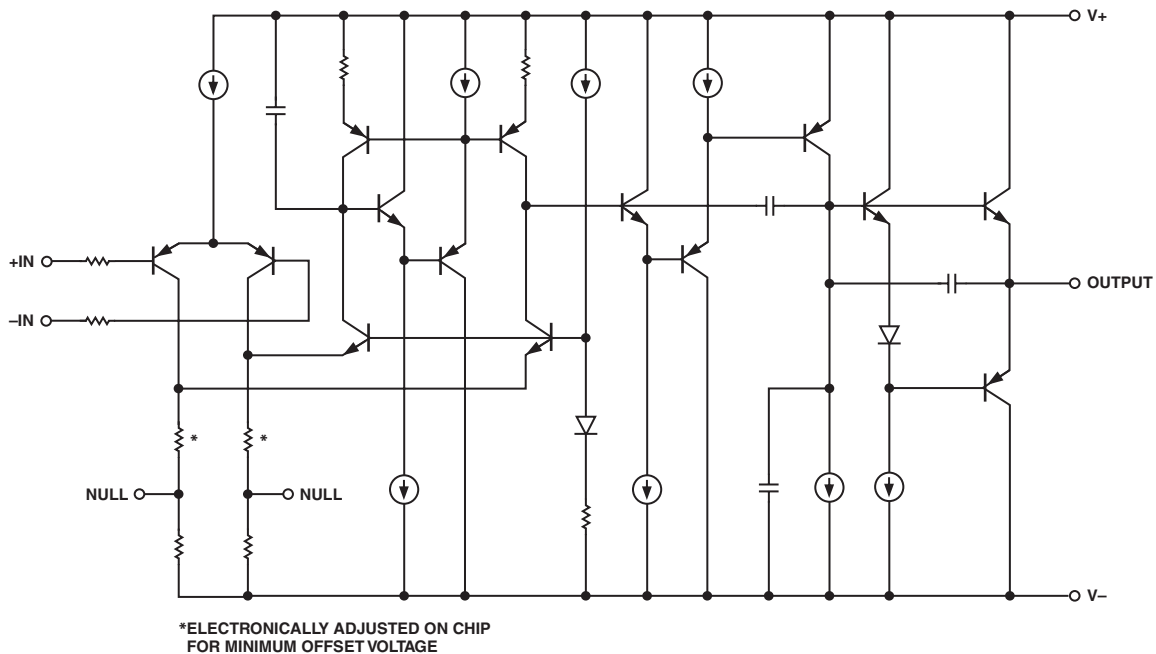 V+
+IN
–IN
OUTPUT
*
*
NULL
NULL
V–
*ELECTRONICALLY ADJUSTED ON CHIP
FOR MINIMUM OFFSET VOLTAGE